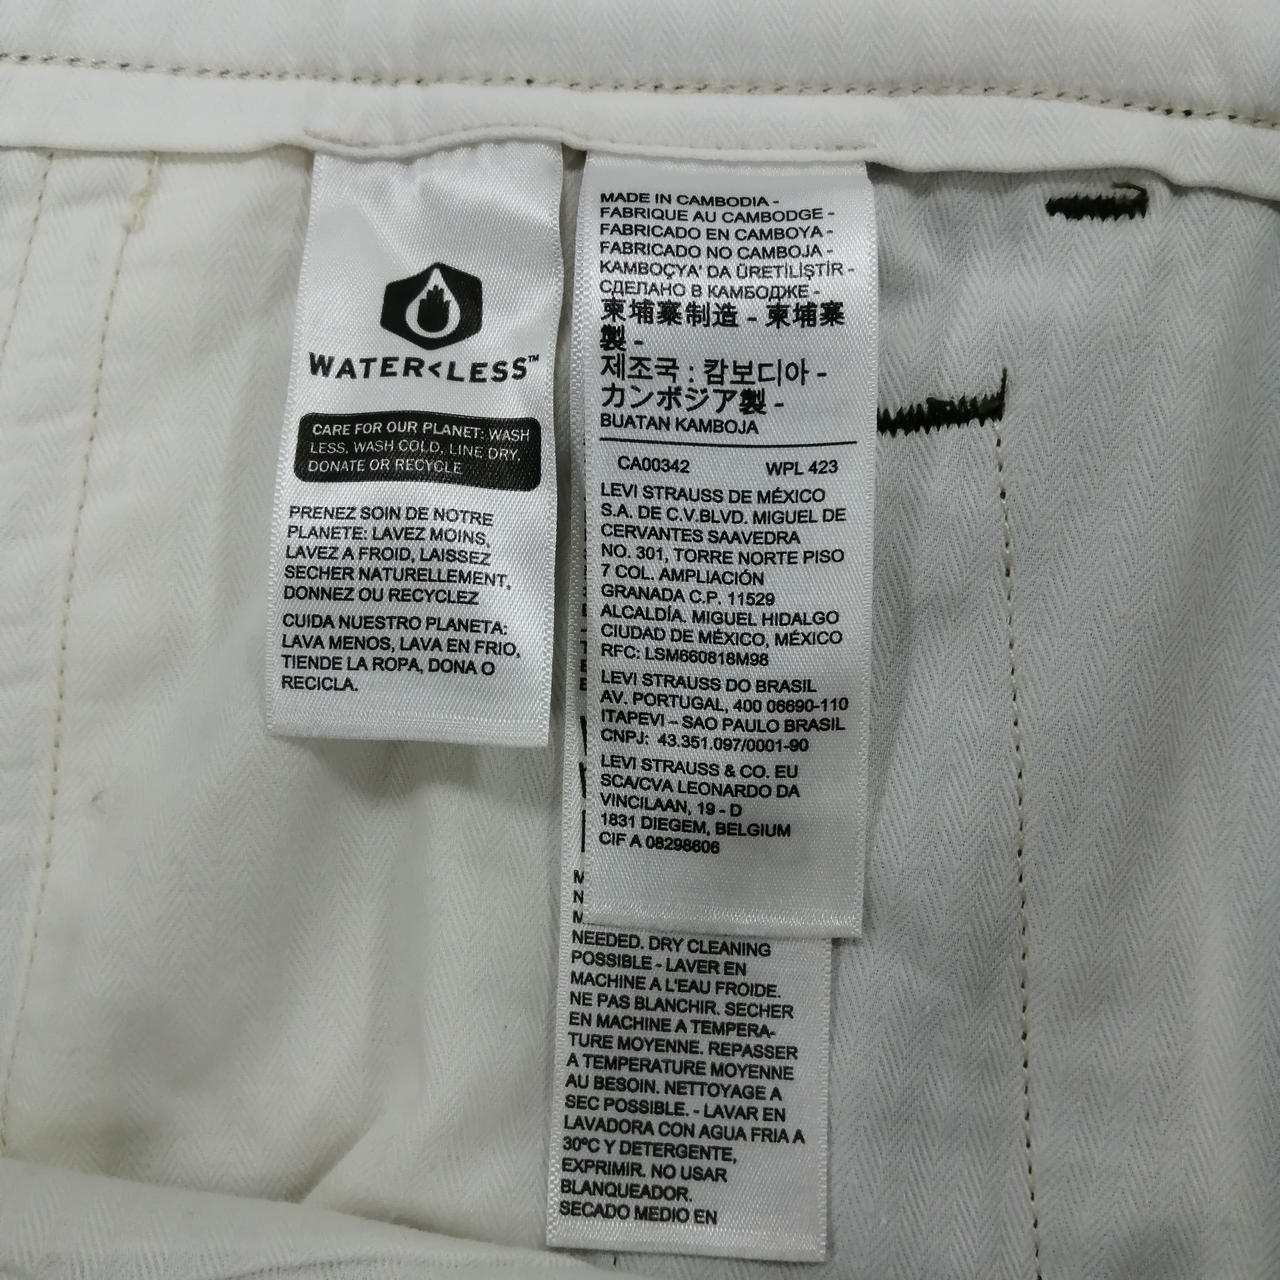 WATER<LESS™
CARE FOR OUR PLANET: WASH
LESS, WASH COLD, LINE DRY,
DONATE OR RECYCLE
PRENEZ SOIN DE NOTRE
PLANETE: LAVEZ MOINS,
LAVEZ A FROID, LAISSEZ
SECHER NATURELLEMENT,
DONNEZ OU RECYCLEZ
CUIDA NUESTRO PLANETA:
LAVA MENOS, LAVA EN FRIO,
TIENDE LA ROPA, DONA O
RECICLA.
MADE IN CAMBODIA -
FABRIQUE AU CAMBODGE -
FABRICADO EN CAMBOYA -
FABRICADO NO CAMBOJA -
KAMBOÇYA' DA ÜRETİLİŞTİR -
СДЕЛАНО В КАМБОДЖЕ -
柬埔寨制造 - 柬埔寨
製 -
제조국 : 캄보디아 -
カンボジア製 -
BUATAN KAMBOJA
CA00342 WPL 423
LEVI STRAUSS DE MÉXICO
S.A. DE C.V.BLVD. MIGUEL DE
CERVANTES SAAVEDRA
NO. 301, TORRE NORTE PISO
7 COL. AMPLIACIÓN
GRANADA C.P. 11529
ALCALDÍA. MIGUEL HIDALGO
CIUDAD DE MÉXICO, MÉXICO
RFC: LSM660818M98
LEVI STRAUSS DO BRASIL
AV. PORTUGAL, 400 06690-110
ITAPEVI – SAO PAULO BRASIL
CNPJ: 43.351.097/0001-90
LEVI STRAUSS & CO. EU
SCA/CVA LEONARDO DA
VINCILAAN, 19 - D
1831 DIEGEM, BELGIUM
CIF A 08298606
NEEDED. DRY CLEANING
POSSIBLE - LAVER EN
MACHINE A L'EAU FROIDE.
NE PAS BLANCHIR. SECHER
EN MACHINE A TEMPERA-
TURE MOYENNE. REPASSER
A TEMPERATURE MOYENNE
AU BESOIN. NETTOYAGE A
SEC POSSIBLE. - LAVAR EN
LAVADORA CON AGUA FRIA A
30ºC Y DETERGENTE,
EXPRIMIR. NO USAR
BLANQUEADOR.
SECADO MEDIO EN